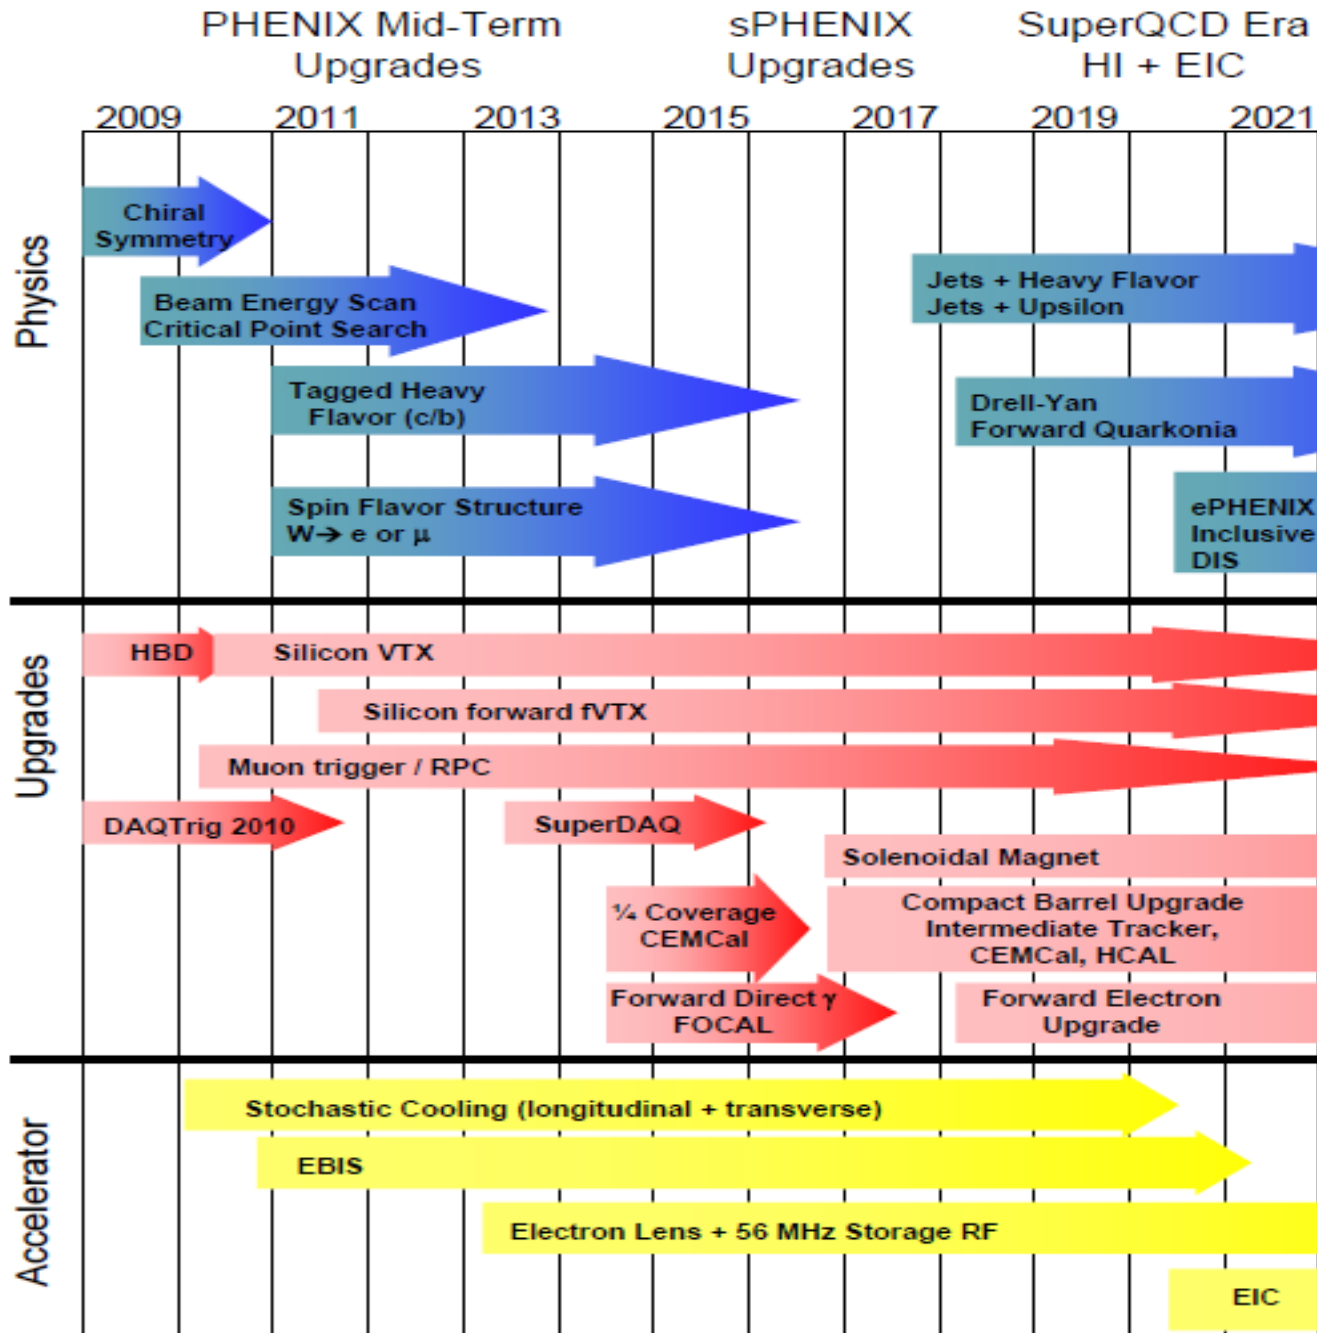 PHENIX Mid-Term
Upgrades
sPHENIX
Upgrades
SuperQCD Era
HI + EIC
2009 2011 2013 2015 2017 2019 2021
Physics
Chiral
Symmetry
Beam Energy Scan
Critical Point Search
Tagged Heavy
Flavor (c/b)
Spin Flavor Structure
W→ e or μ
Jets + Heavy Flavor
Jets + Upsilon
Drell-Yan
Forward Quarkonia
ePHENIX
Inclusive
DIS
Upgrades
HBD
Silicon VTX
Silicon forward fVTX
Muon trigger / RPC
DAQTrig 2010
SuperDAQ
Solenoidal Magnet
¼ Coverage
CEMCal
Compact Barrel Upgrade
Intermediate Tracker,
CEMCal, HCAL
Forward Direct γ
FOCAL
Forward Electron
Upgrade
Accelerator
Stochastic Cooling (longitudinal + transverse)
EBIS
Electron Lens + 56 MHz Storage RF
EIC